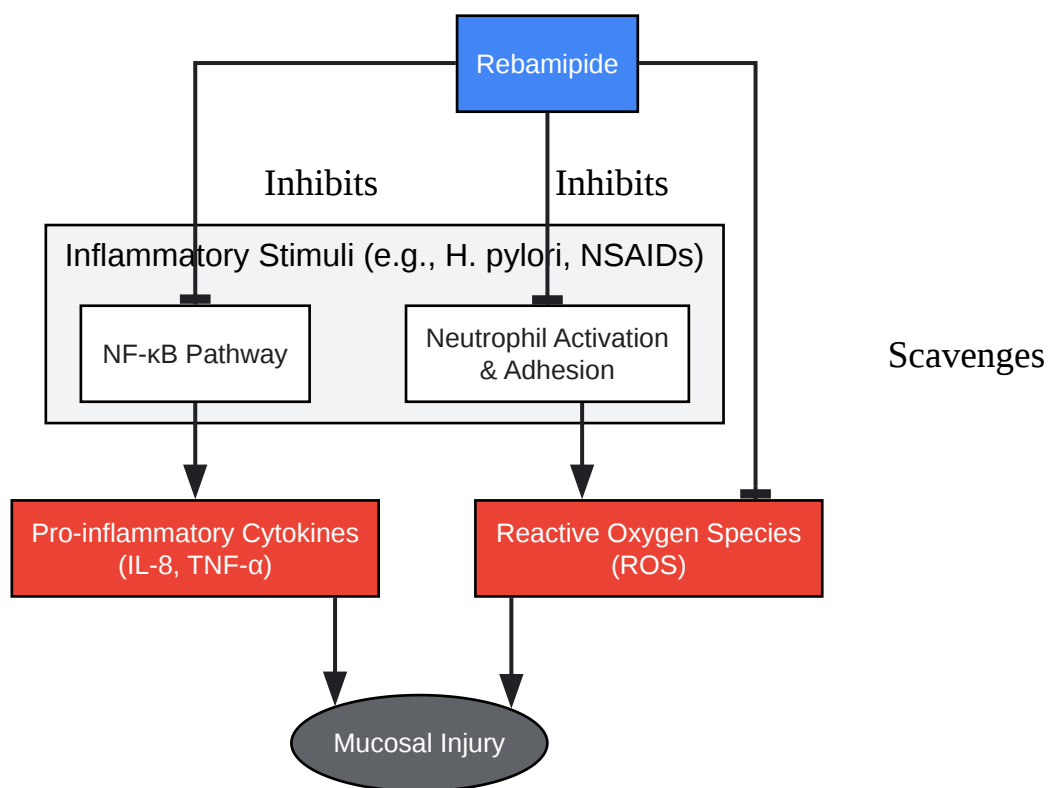 Rebamipide
Inhibits
Inhibits
Inflammatory Stimuli (e.g., H. pylori, NSAIDs)
NF-κB Pathway
Neutrophil Activation
& Adhesion
Scavenges
Pro-inflammatory Cytokines
(IL-8, TNF-α)
Reactive Oxygen Species
(ROS)
Mucosal Injury